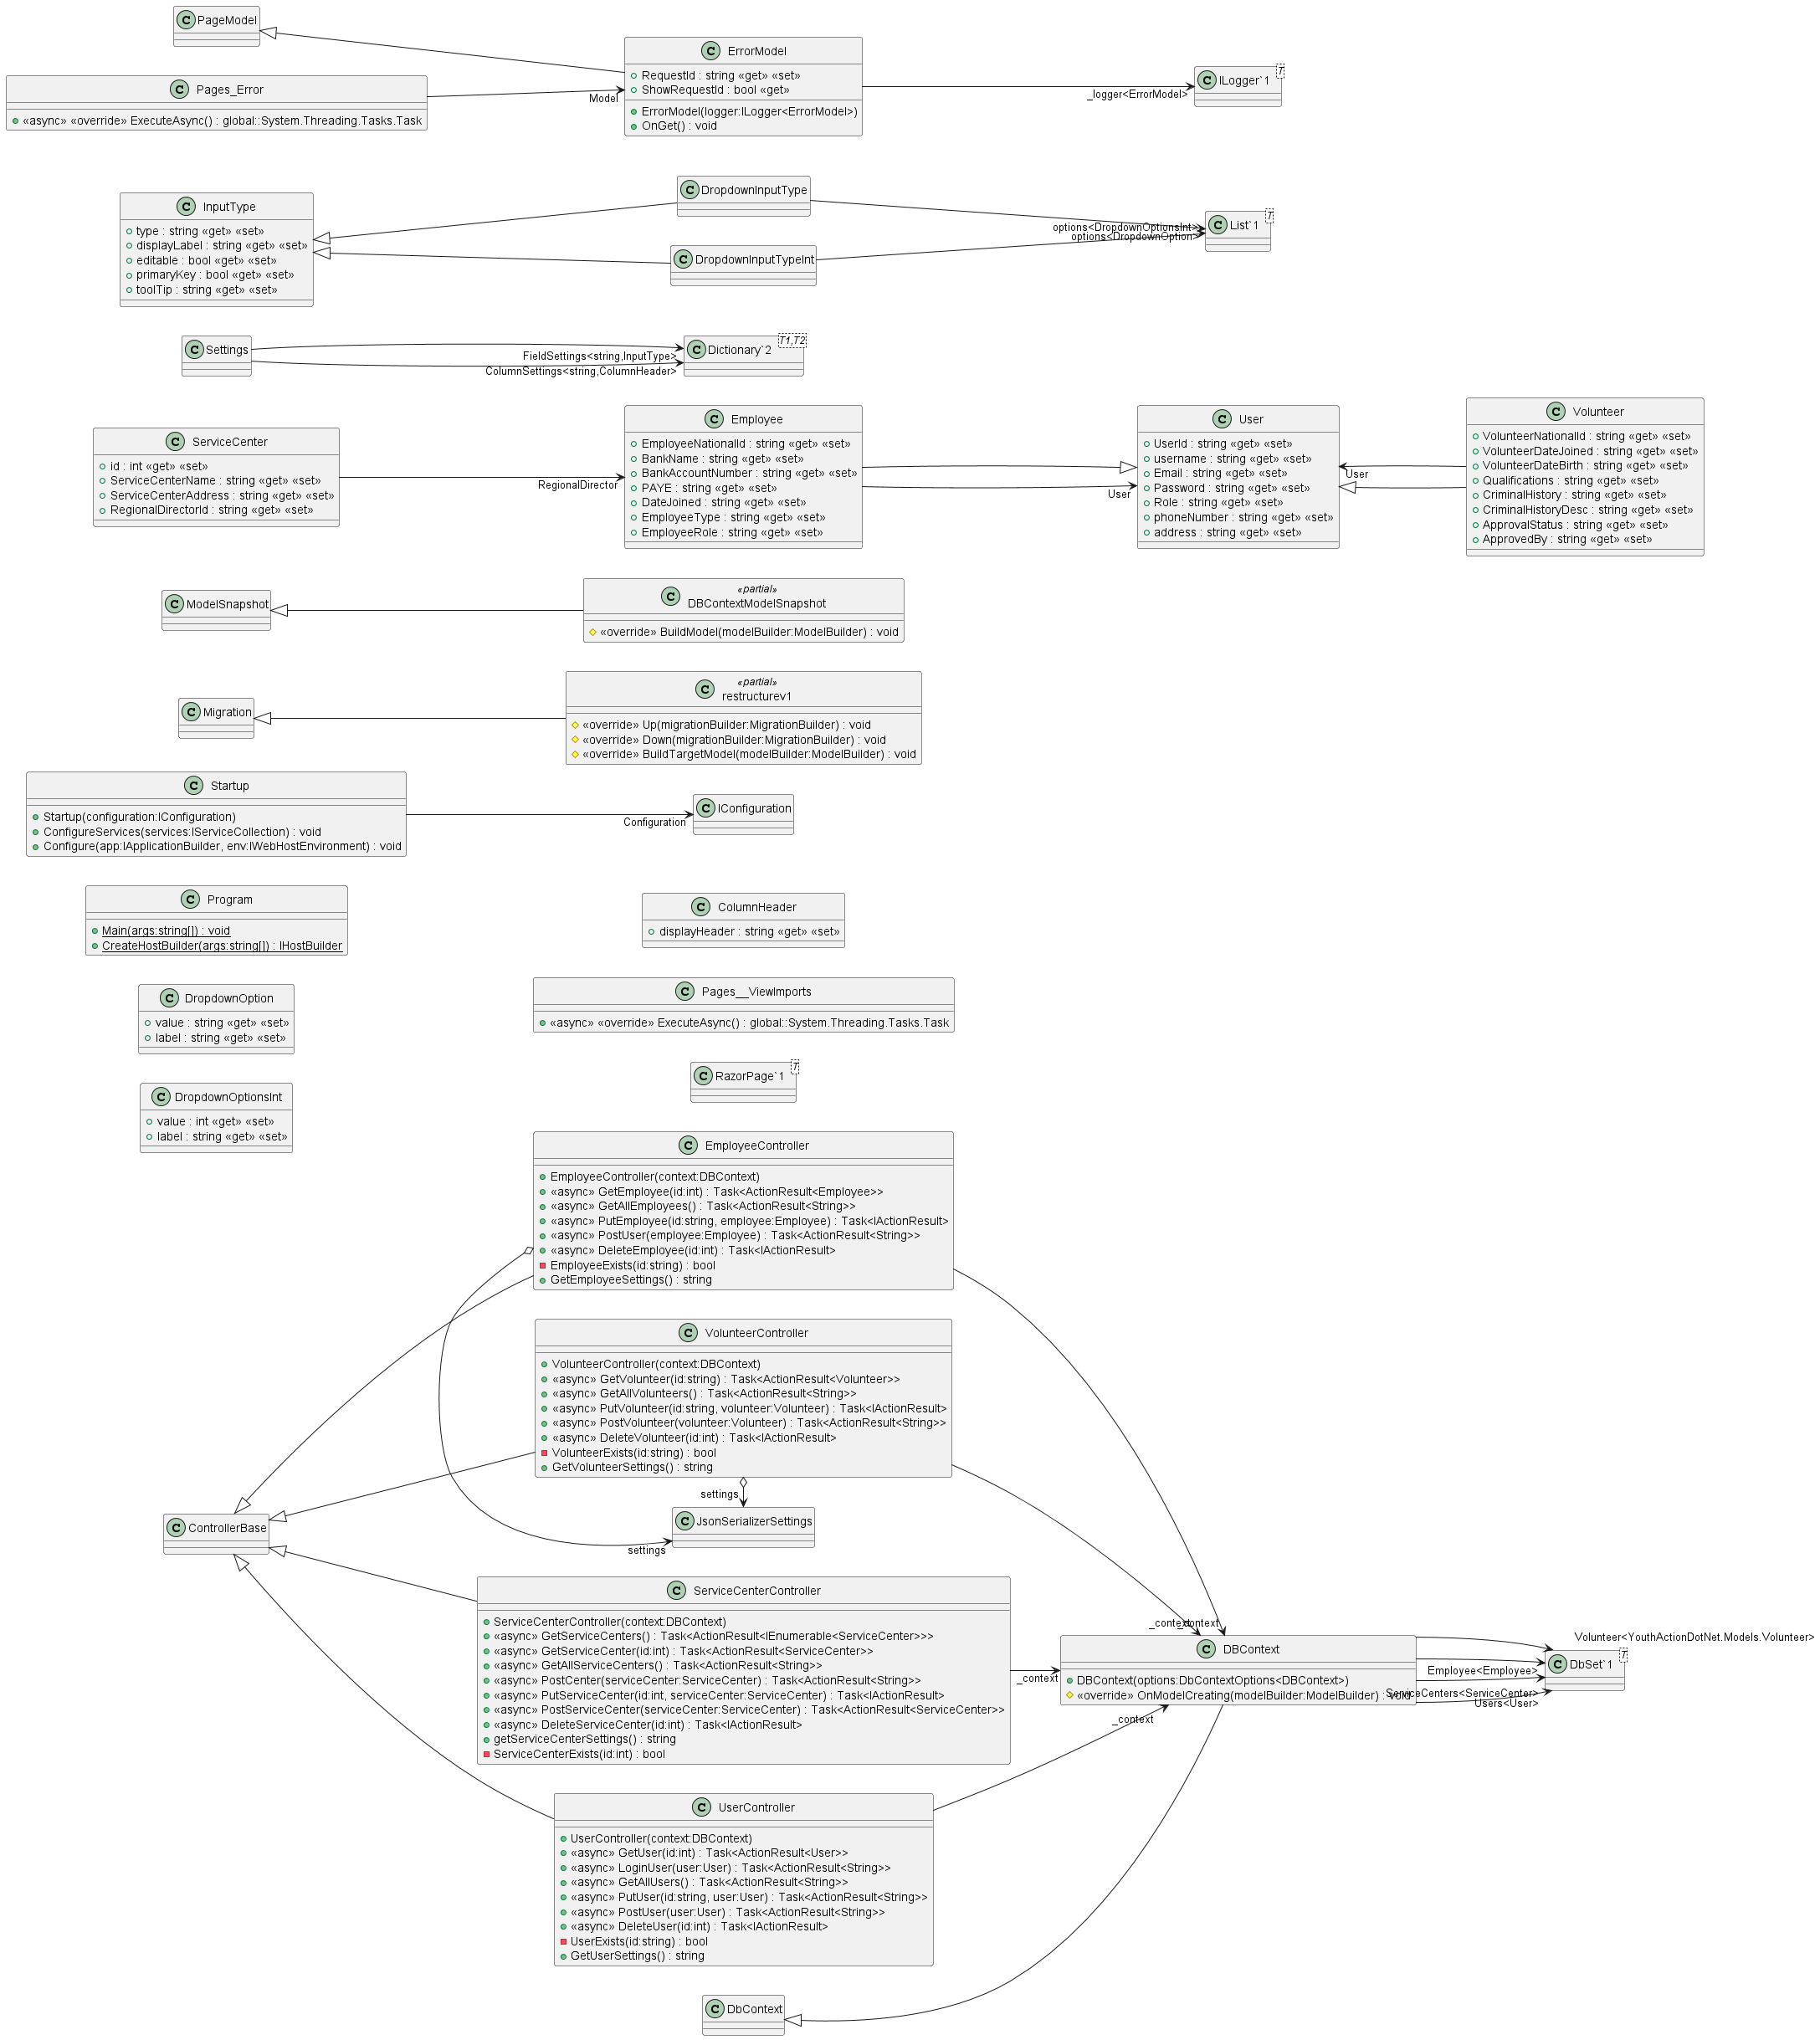 PageModel
Pages_Error
«async» «override» ExecuteAsync() : global::System.Threading.Tasks.Task
Model
ErrorModel
RequestId : string «get» «set»
ShowRequestId : bool «get»
ErrorModel(logger:ILogger<ErrorModel>)
OnGet() : void
_logger<ErrorModel>
ILogger`1
T
InputType
type : string «get» «set»
displayLabel : string «get» «set»
editable : bool «get» «set»
primaryKey : bool «get» «set»
toolTip : string «get» «set»
DropdownInputType
DropdownInputTypeInt
options<DropdownOptionsInt>
options<DropdownOption>
List`1
T
Settings
FieldSettings<string,InputType>
ColumnSettings<string,ColumnHeader>
Dictionary`2
T1,T2
ServiceCenter
id : int «get» «set»
ServiceCenterName : string «get» «set»
ServiceCenterAddress : string «get» «set»
RegionalDirectorId : string «get» «set»
RegionalDirector
Employee
EmployeeNationalId : string «get» «set»
BankName : string «get» «set»
BankAccountNumber : string «get» «set»
PAYE : string «get» «set»
DateJoined : string «get» «set»
EmployeeType : string «get» «set»
EmployeeRole : string «get» «set»
User
User
UserId : string «get» «set»
username : string «get» «set»
Email : string «get» «set»
Password : string «get» «set»
Role : string «get» «set»
phoneNumber : string «get» «set»
address : string «get» «set»
User
Volunteer
VolunteerNationalId : string «get» «set»
VolunteerDateJoined : string «get» «set»
VolunteerDateBirth : string «get» «set»
Qualifications : string «get» «set»
CriminalHistory : string «get» «set»
CriminalHistoryDesc : string «get» «set»
ApprovalStatus : string «get» «set»
ApprovedBy : string «get» «set»
ModelSnapshot
«partial»
DBContextModelSnapshot
«override» BuildModel(modelBuilder:ModelBuilder) : void
Migration
«partial»
restructurev1
«override» Up(migrationBuilder:MigrationBuilder) : void
«override» Down(migrationBuilder:MigrationBuilder) : void
«override» BuildTargetModel(modelBuilder:ModelBuilder) : void
Startup
Startup(configuration:IConfiguration)
ConfigureServices(services:IServiceCollection) : void
Configure(app:IApplicationBuilder, env:IWebHostEnvironment) : void
Configuration
IConfiguration
Program
Main(args:string[]) : void
CreateHostBuilder(args:string[]) : IHostBuilder
ColumnHeader
displayHeader : string «get» «set»
DropdownOption
value : string «get» «set»
label : string «get» «set»
Pages__ViewImports
«async» «override» ExecuteAsync() : global::System.Threading.Tasks.Task
DropdownOptionsInt
value : int «get» «set»
label : string «get» «set»
RazorPage`1
T
EmployeeController
EmployeeController(context:DBContext)
«async» GetEmployee(id:int) : Task<ActionResult<Employee>>
«async» GetAllEmployees() : Task<ActionResult<String>>
«async» PutEmployee(id:string, employee:Employee) : Task<IActionResult>
«async» PostUser(employee:Employee) : Task<ActionResult<String>>
«async» DeleteEmployee(id:int) : Task<IActionResult>
EmployeeExists(id:string) : bool
GetEmployeeSettings() : string
VolunteerController
VolunteerController(context:DBContext)
«async» GetVolunteer(id:string) : Task<ActionResult<Volunteer>>
«async» GetAllVolunteers() : Task<ActionResult<String>>
«async» PutVolunteer(id:string, volunteer:Volunteer) : Task<IActionResult>
«async» PostVolunteer(volunteer:Volunteer) : Task<ActionResult<String>>
«async» DeleteVolunteer(id:int) : Task<IActionResult>
VolunteerExists(id:string) : bool
GetVolunteerSettings() : string
settings
ControllerBase
JsonSerializerSettings
settings
ServiceCenterController
ServiceCenterController(context:DBContext)
«async» GetServiceCenters() : Task<ActionResult<IEnumerable<ServiceCenter>>>
«async» GetServiceCenter(id:int) : Task<ActionResult<ServiceCenter>>
«async» GetAllServiceCenters() : Task<ActionResult<String>>
«async» PostCenter(serviceCenter:ServiceCenter) : Task<ActionResult<String>>
«async» PutServiceCenter(id:int, serviceCenter:ServiceCenter) : Task<IActionResult>
«async» PostServiceCenter(serviceCenter:ServiceCenter) : Task<ActionResult<ServiceCenter>>
«async» DeleteServiceCenter(id:int) : Task<IActionResult>
getServiceCenterSettings() : string
ServiceCenterExists(id:int) : bool
_context
_context
_context
_context
DBContext
DBContext(options:DbContextOptions<DBContext>)
«override» OnModelCreating(modelBuilder:ModelBuilder) : void
Volunteer<YouthActionDotNet.Models.Volunteer>
Employee<Employee>
ServiceCenters<ServiceCenter>
Users<User>
DbSet`1
T
UserController
UserController(context:DBContext)
«async» GetUser(id:int) : Task<ActionResult<User>>
«async» LoginUser(user:User) : Task<ActionResult<String>>
«async» GetAllUsers() : Task<ActionResult<String>>
«async» PutUser(id:string, user:User) : Task<ActionResult<String>>
«async» PostUser(user:User) : Task<ActionResult<String>>
«async» DeleteUser(id:int) : Task<IActionResult>
UserExists(id:string) : bool
GetUserSettings() : string
DbContext